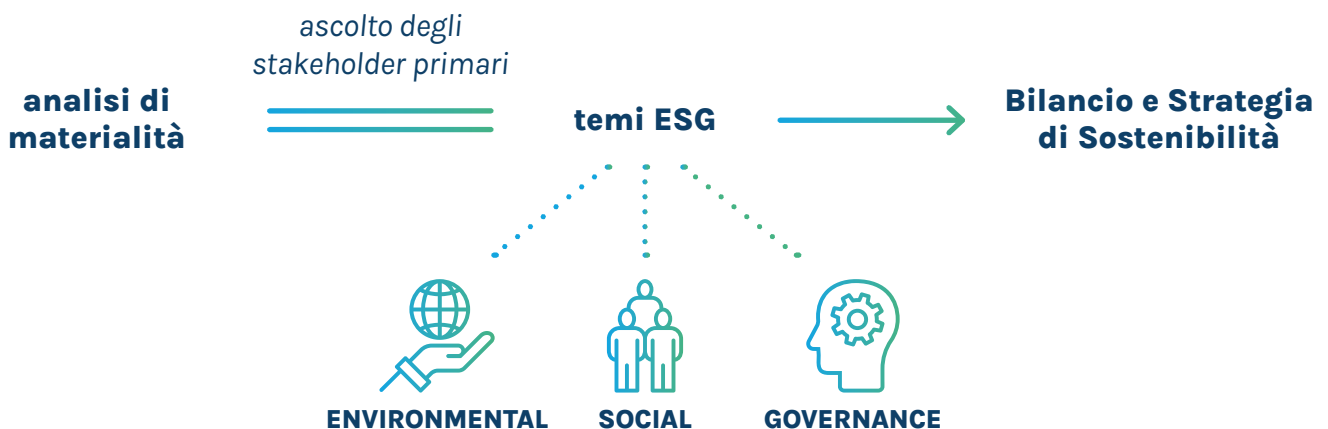 ascolto degli
stakeholder primari
analisi di
materialità
temi ESG
Bilancio e Strategia
di Sostenibilità
ENVIRONMENTAL
SOCIAL
GOVERNANCE